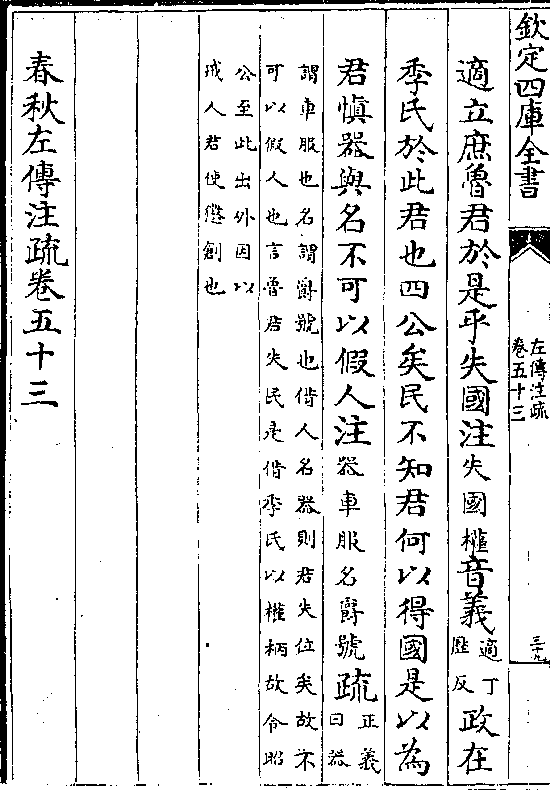 欽定四庫全書
左傳注疏
卷五十三
三十九
適立庶魯君於是乎失國注失國權音義適丁歴反政在
季氏於此君也四公矣民不知君何以得國是以為
君慎器與名不可以假人注器車服名爵號疏正義曰器
謂車服也名謂爵號也借人名器則君失位矣故不
可以假人也言魯君失民是借季氏以權柄故令昭
公至此出外因以
戒人君使懲創也
春秋左傳注疏卷五十三